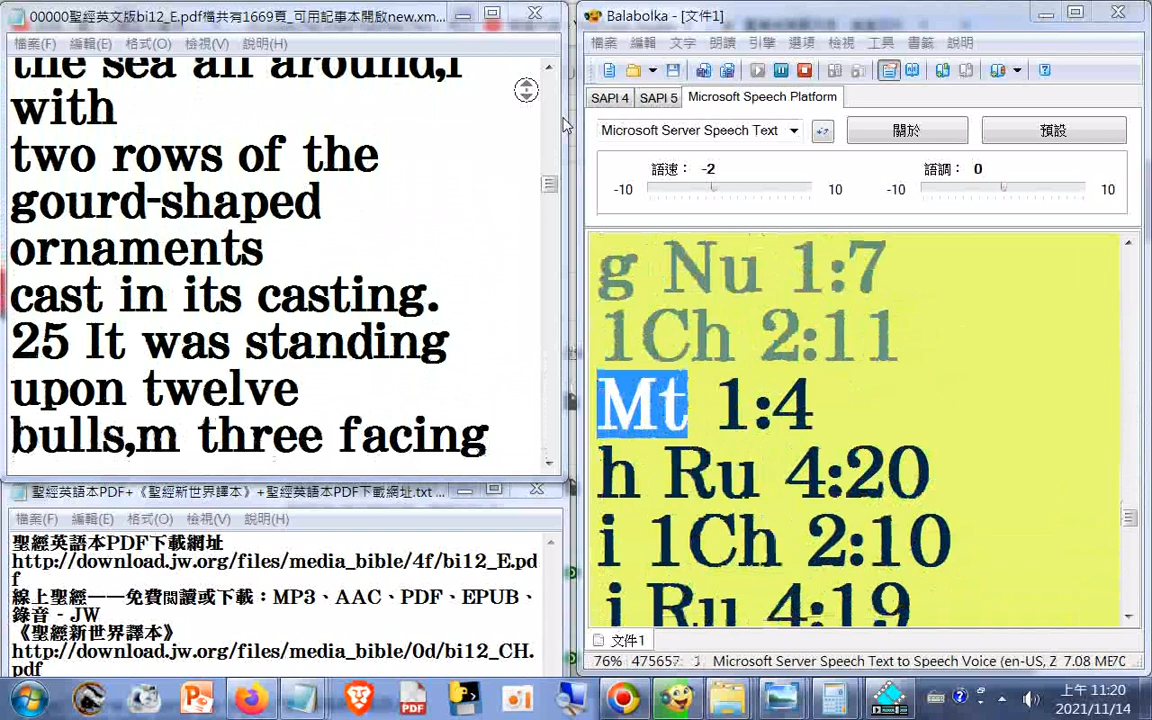 00000聖經英文版bi12_E.pdf檔共有1669頁_可用記事本開啟new.xm...
檔案(F) 編輯(E) 格式(O) 檢視(V) 說明(H)
the sea all around,l
with
two rows of the
gourd-shaped
ornaments
cast in its casting.
25 It was standing
upon twelve
bulls,m three facing
聖經英語本PDF+《聖經新世界譯本》+聖經英語本PDF下載網址.txt ...
檔案(F) 編輯(E) 格式(O) 檢視(V) 說明(H)
聖經英語本PDF下載網址
http://download.jw.org/files/media_bible/4f/bi12_E.pd
f
線上聖經——免費閱讀或下載：MP3、AAC、PDF、EPUB、
錄音 - JW
《聖經新世界譯本》
http://download.jw.org/files/media_bible/0d/bi12_CH.
pdf
Balabolka - [文件1]
檔案 編輯 文字 朗讀 引擎 選項 檢視 工具 書籤 說明
SAPI 4 SAPI 5 Microsoft Speech Platform
Microsoft Server Speech Text 關於 預設
語速： -2 語調： 0
-10 10 -10 10
g Nu 1:7
1Ch 2:11
Mt 1:4
h Ru 4:20
i 1Ch 2:10
j Ru 4:19
文件1
76% 475657 Microsoft Server Speech Text to Speech Voice (en-US, Z 7.08 ME
上午 11:20
2021/11/14